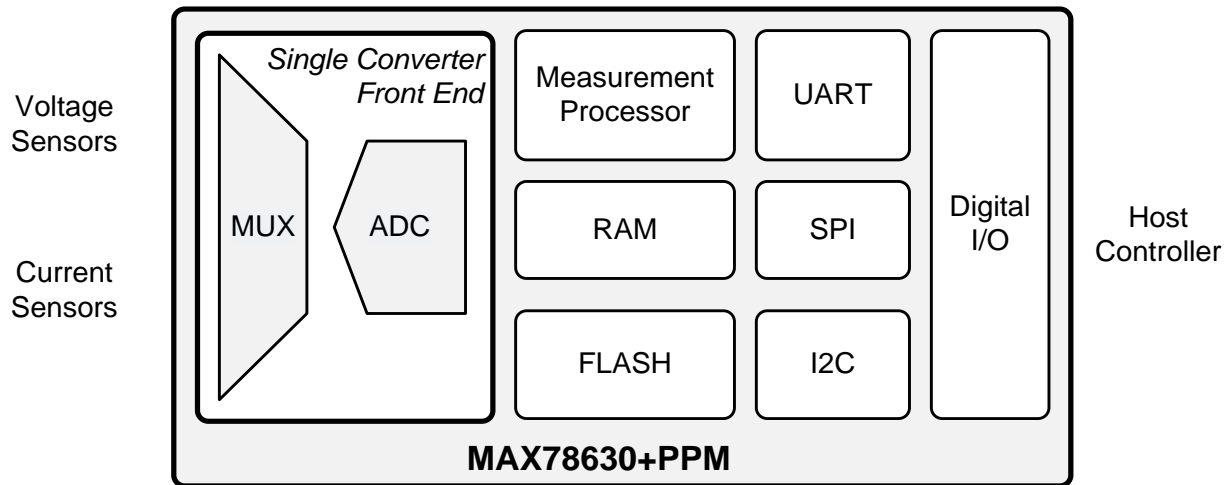 Voltage
Sensors
Current
Sensors
Single Converter
Front End
MUX
ADC
Measurement
Processor
UART
RAM
SPI
FLASH
I2C
Digital
I/O
Host
Controller
MAX78630+PPM